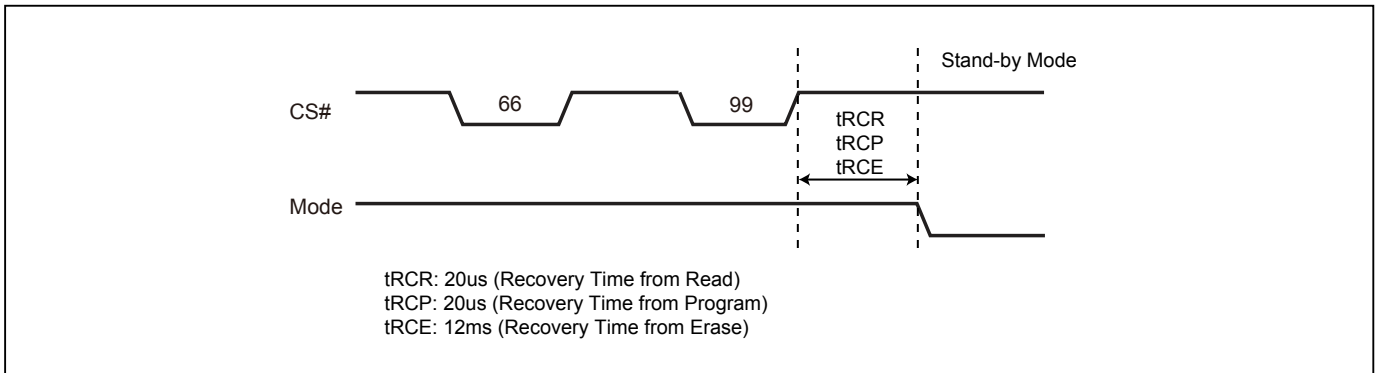 Stand-by Mode
CS#
66
99
tRCR
tRCP
tRCE
Mode
tRCR: 20us (Recovery Time from Read)
tRCP: 20us (Recovery Time from Program)
tRCE: 12ms (Recovery Time from Erase)